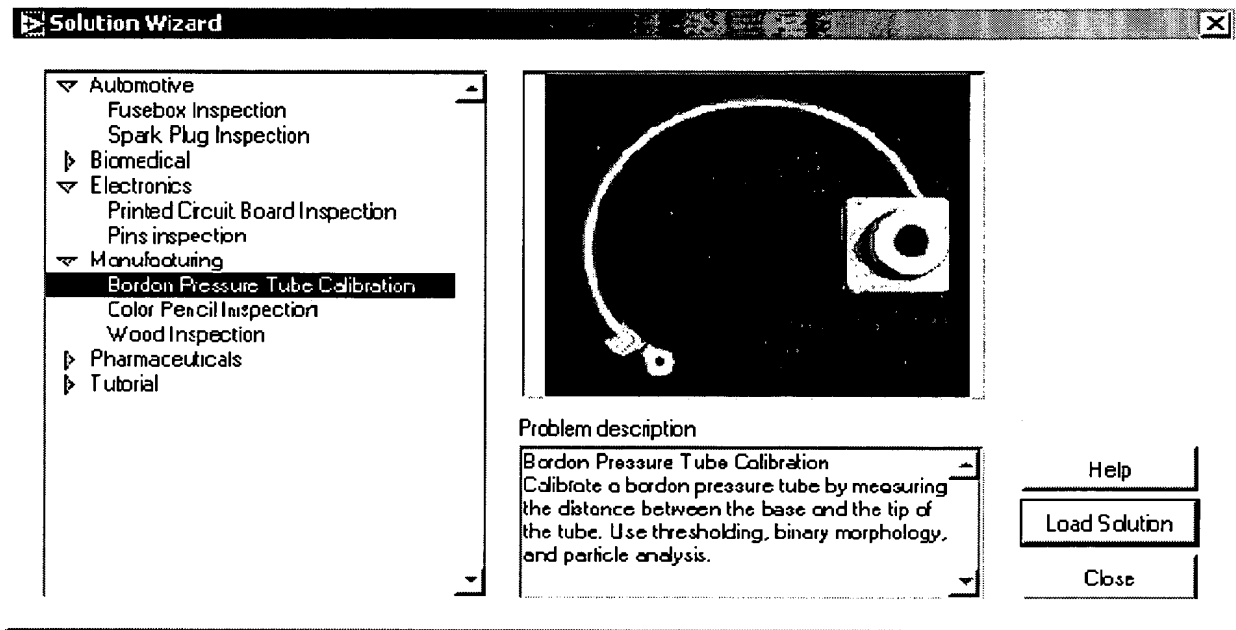 Solution Wizard
Automotive
Fusebox Inspection
Spark Plug Inspection
Biomedical
Electronics
Printed Circuit Board Inspection
Pins inspection
Manufacturing
Bordon Pressure Tube Calibration
Color Pencil Inspection
Wood Inspection
Pharmaceuticals
Tutorial
Problem description
Bordon Pressure Tube Calibration
Calibrate a bordon pressure tube by measuring
the distance between the base and the tip of
the tube. Use thresholding, binary morphology,
and particle analysis.
Help
Load Solution
Close